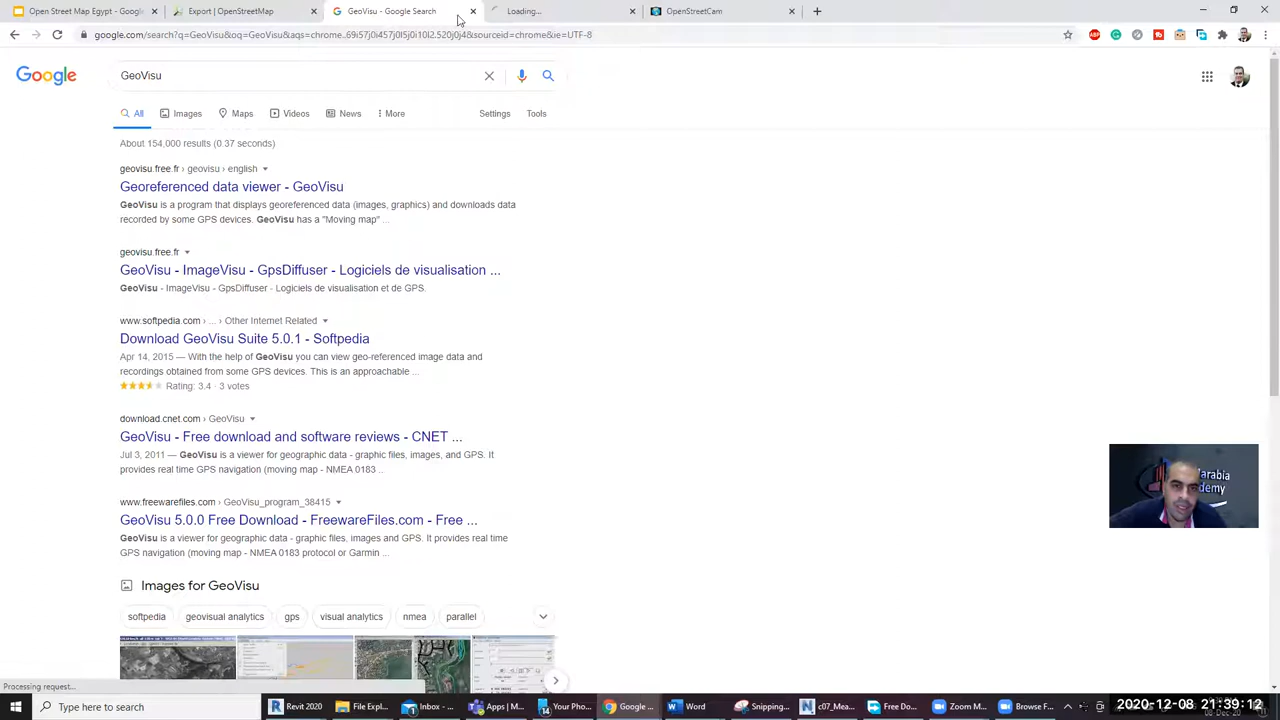 Open Street Map Egypt - Google
Export | OpenStreetMap
GeoVisu - Google Search
Loading...
OpenStreetCam
google.com/search?q=GeoVisu&oq=GeoVisu&aqs=chrome..69i57j0i457j0l5j0i10l2.520j0j4&sourceid=chrome&ie=UTF-8
Google
GeoVisu
All
Images
Maps
Videos
News
More
Settings
Tools
About 154,000 results (0.37 seconds)
geovisu.free.fr › geovisu › english
Georeferenced data viewer - GeoVisu
GeoVisu is a program that displays georeferenced data (images, graphics) and downloads data
recorded by some GPS devices. GeoVisu has a "Moving map" ...
geovisu.free.fr
GeoVisu - ImageVisu - GpsDiffuser - Logiciels de visualisation ...
GeoVisu - ImageVisu - GpsDiffuser - Logiciels de visualisation et de GPS.
www.softpedia.com › ... › Other Internet Related
Download GeoVisu Suite 5.0.1 - Softpedia
Apr 14, 2015 — With the help of GeoVisu you can view geo-referenced image data and
recordings obtained from some GPS devices. This is an approachable ...
Rating: 3.4 · 3 votes
download.cnet.com › GeoVisu
GeoVisu - Free download and software reviews - CNET ...
Jul 3, 2011 — GeoVisu is a viewer for geographic data - graphic files, images, and GPS. It
provides real time GPS navigation (moving map - NMEA 0183 ..
www.freewarefiles.com › GeoVisu_program_38415
GeoVisu 5.0.0 Free Download - FreewareFiles.com - Free ...
GeoVisu is a viewer for geographic data - graphic files, images and GPS. It provides real time
GPS navigation (moving map - NMEA 0183 protocol or Garmin ...
Images for GeoVisu
softpedia
geovisual analytics
gps
visual analytics
nmea
parallel
Processing request...
Type here to search
Revit 2020
File Expl...
Inbox - ...
Apps | M...
Your Pho...
Google ...
Word
Snipping...
07_Mea...
Free Do...
Zoom M...
Browse F...
2020-12-08 21:39:12